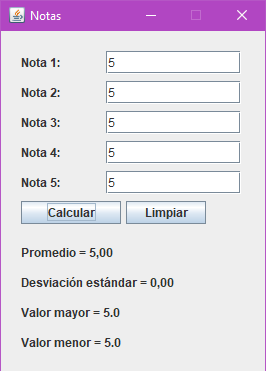 Notas
Nota 1: 5
Nota 2: 5
Nota 3: 5
Nota 4: 5
Nota 5: 5
Calcular Limpiar
Promedio = 5,00
Desviación estándar = 0,00
Valor mayor = 5.0
Valor menor = 5.0